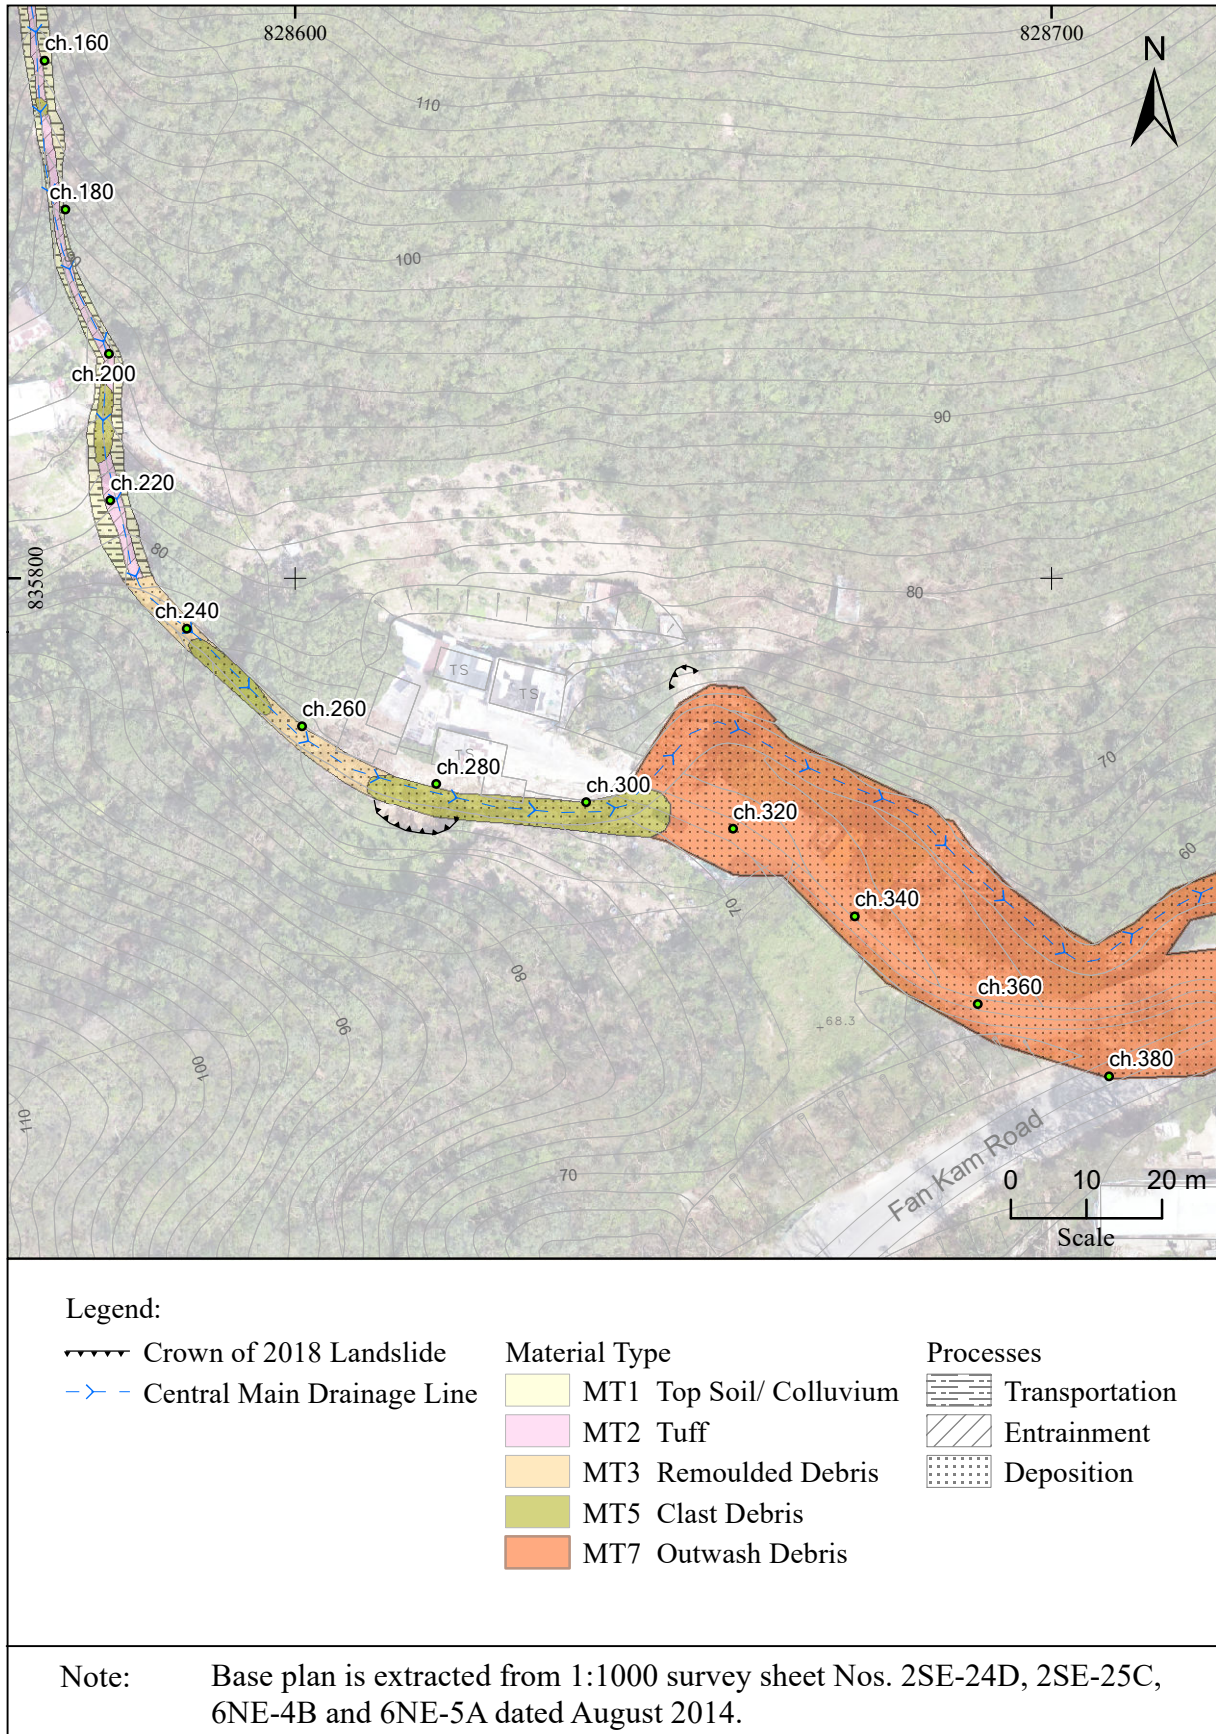 828600
828700
ch.160
N
110
ch.180
90
100
ch.200
90
ch.220
835800
80
80
ch.240
TS
TS
ch.260
TS
ch.280
ch.300
70
70
ch.320
60
70
ch.340
80
ch.360
68.3
90
100
ch.380
110
Fan Kam Road
70
0 10 20 m
Scale
Legend:
Crown of 2018 Landslide
Central Main Drainage Line
Material Type
MT1 Top Soil/ Colluvium
MT2 Tuff
MT3 Remoulded Debris
MT5 Clast Debris
MT7 Outwash Debris
Processes
Transportation
Entrainment
Deposition
Note: Base plan is extracted from 1:1000 survey sheet Nos. 2SE-24D, 2SE-25C,
6NE-4B and 6NE-5A dated August 2014.